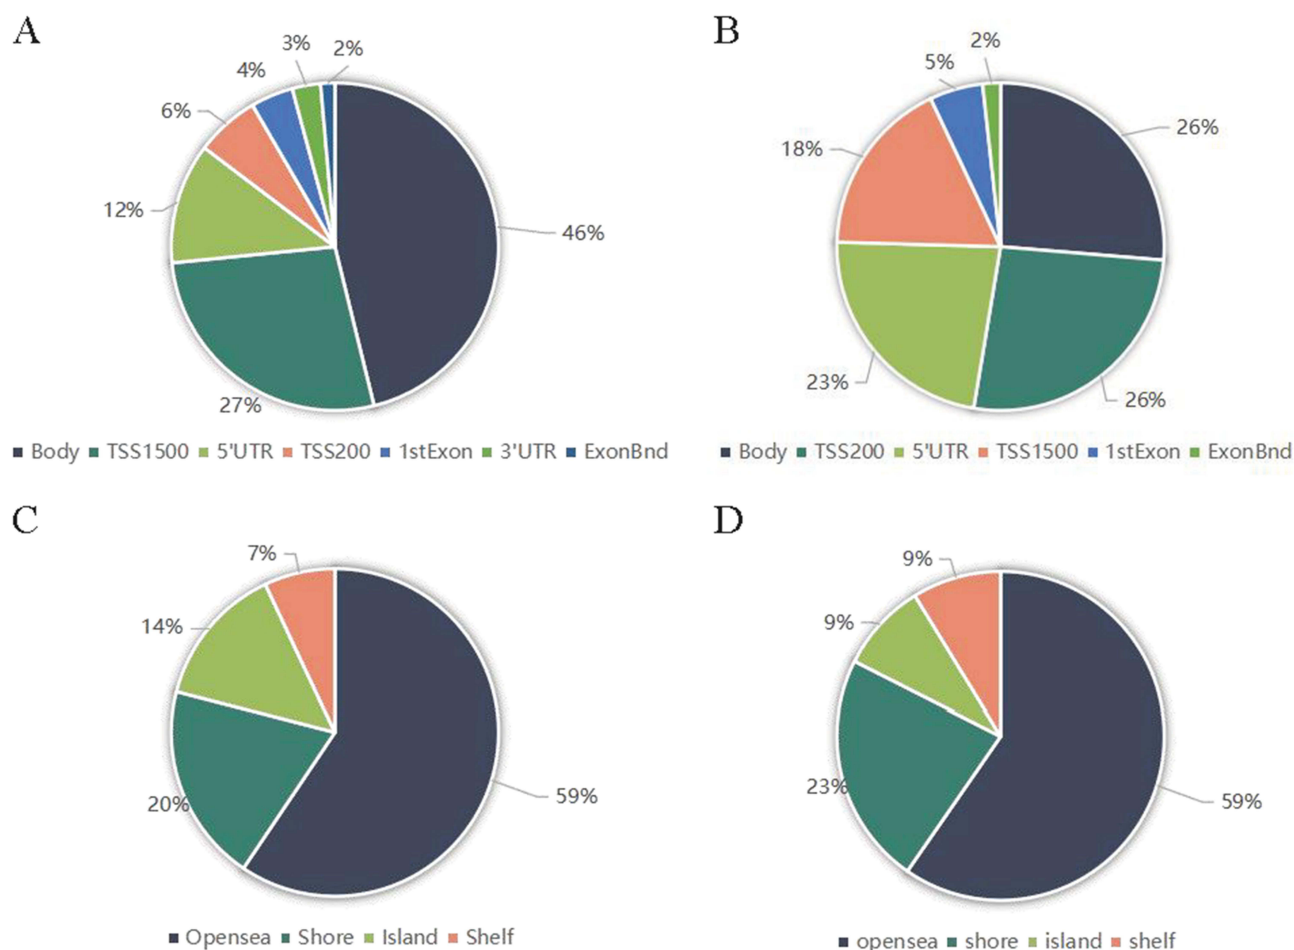 A
3%
2%
4%
6%
12%
46%
27%
Body TSS1500 5'UTR TSS200 1stExon 3'UTR ExonBnd
B
2%
5%
26%
18%
23%
26%
Body TSS200 5'UTR TSS1500 1stExon ExonBnd
C
7%
14%
20%
59%
Opensea Shore Island Shelf
D
9%
9%
23%
59%
opensea shore island shelf